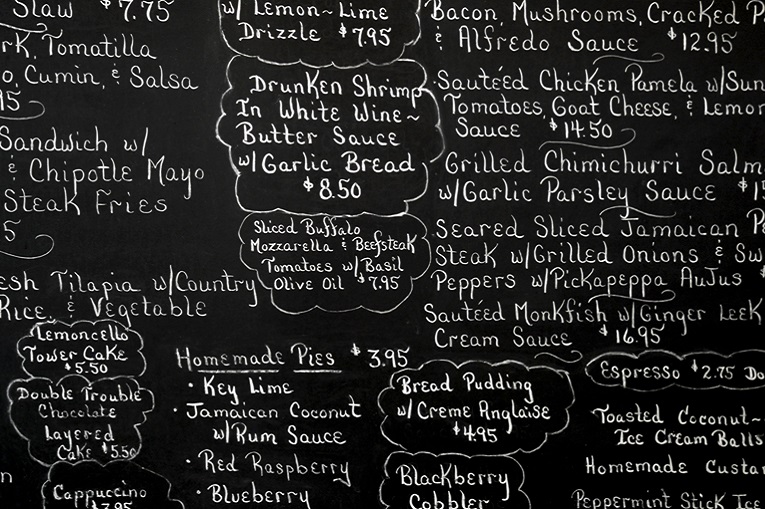 Slaw $7.75
rk, Tomatilla
o, Cumin, & Salsa
95
Sandwich w/
& Chipotle Mayo
Steak Fries
5
esh Tilapia w/Country
Rice, & Vegetable
Lemoncello
Tower Cake
$5.50
Double Trouble
Chocolate
Layered
Cake $5.50
Cappuccino
$3.95
w/ Lemon~Lime
Drizzle $7.95
Drunken Shrimp
In White Wine~
Butter Sauce
w/Garlic Bread
$8.50
Sliced Buffalo
Mozzarella & Beefsteak
Tomatoes w/Basil
Olive Oil $7.95
Homemade Pies $3.95
• Key Lime
• Jamaican Coconut
w/Rum Sauce
• Red Raspberry
• Blueberry
Bacon, Mushrooms, Cracked P
& Alfredo Sauce $12.95
Sautéed Chicken Pamela w/Sun
Tomatoes, Goat Cheese, & Lemon
Sauce $14.50
Grilled Chimichurri Salm
w/Garlic Parsley Sauce $15
Seared Sliced Jamaican P
Steak w/Grilled Onions & Sw
Peppers w/Pickapeppa AuJus $
Sautéed Monkfish w/Ginger Leek
Cream Sauce $16.95
Bread Pudding
w/Creme Anglaise
$4.95
Blackberry
Cobbler
Espresso $2.75 Do
Toasted Coconut~
Ice Cream Balls
Homemade Custa
Peppermint Stick Ice